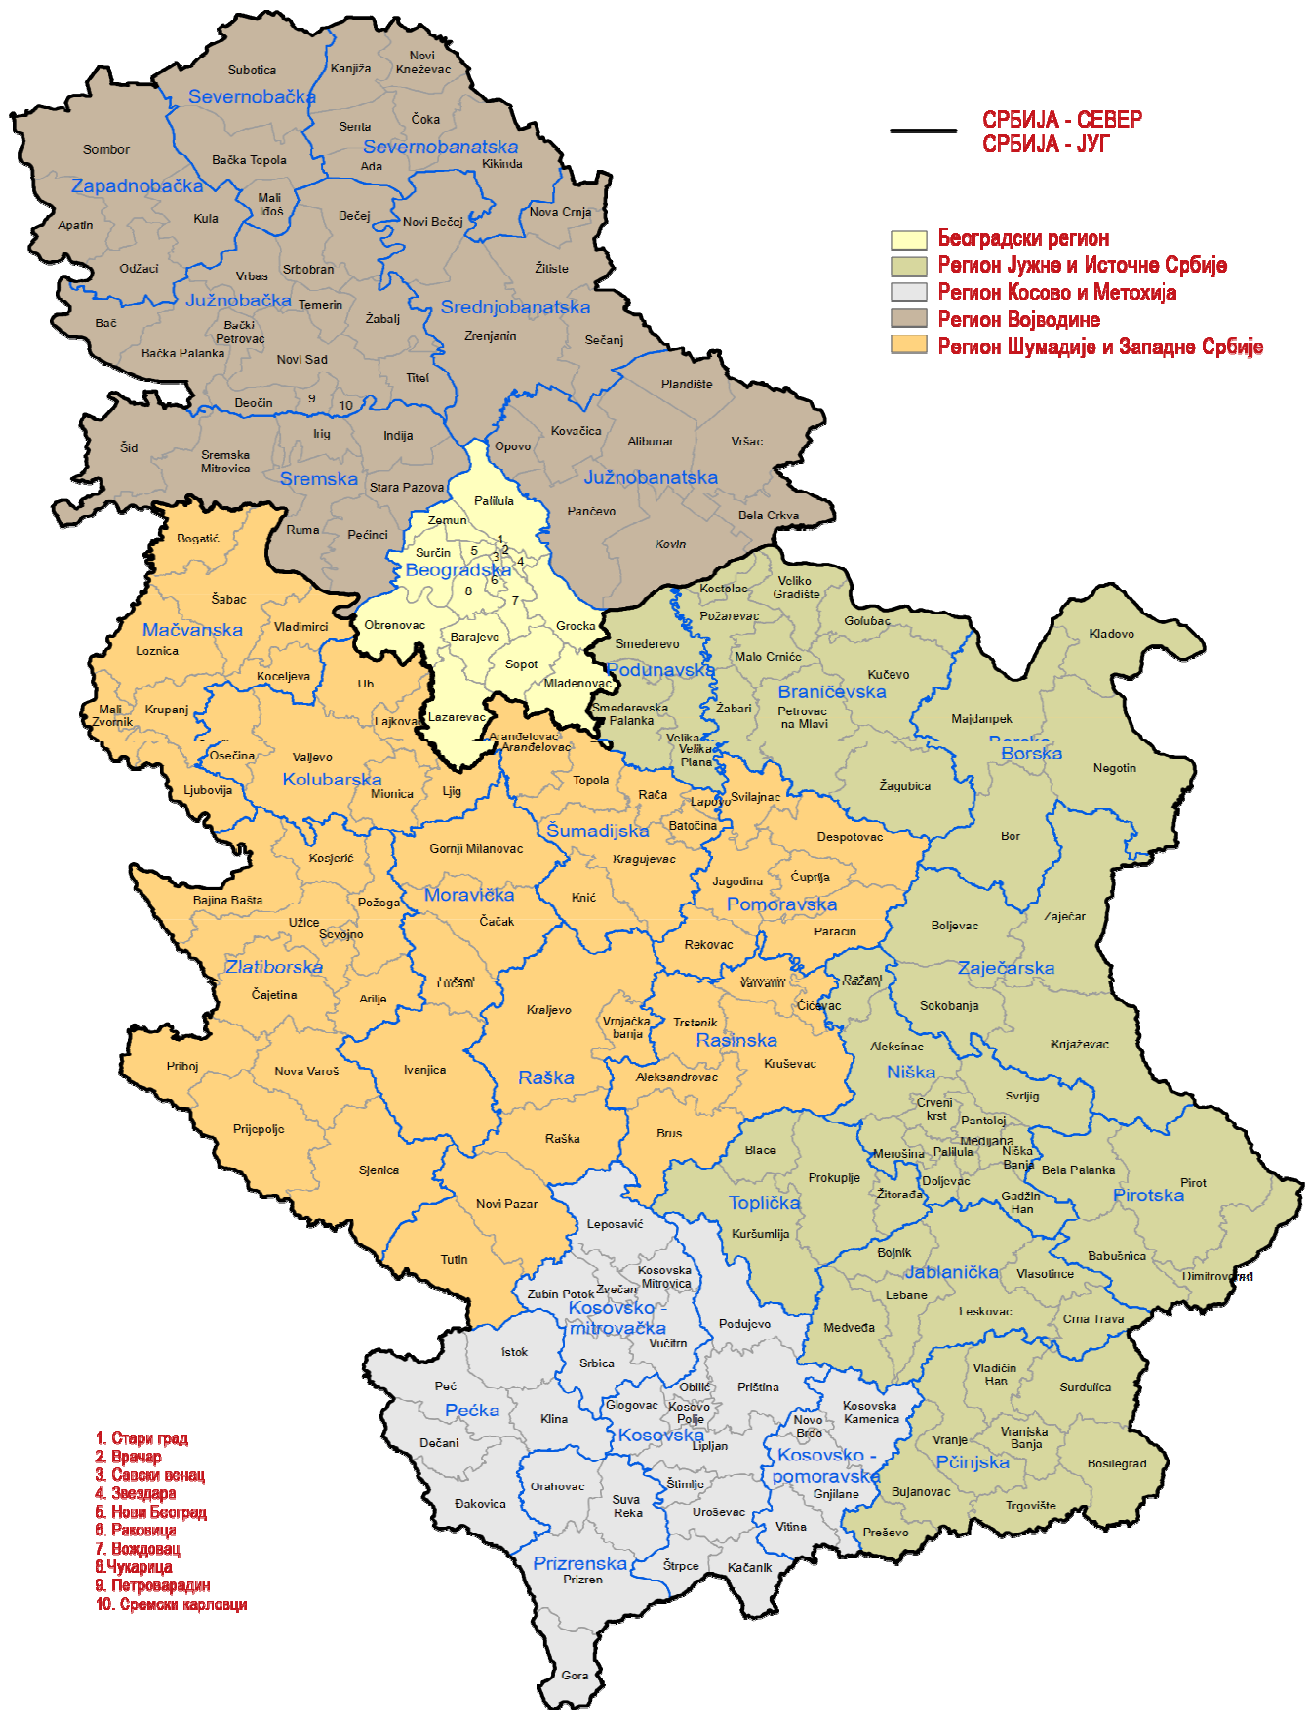 СРБИЈА - СЕВЕР
СРБИЈА - ЈУГ
Београдски регион
Регион Јужне и Источне Србије
Регион Косово и Метохија
Регион Војводине
Регион Шумадије и Западне Србије
Subotica
Severnobačka
Bačka Topola
Mali
Iđoš
Kanjiža
Novi
Kneževac
Senta
Čoka
Severnobanatska
Ada
Kikinda
Sombor
Zapadnobačka
Apatin
Kula
Odžaci
Bečej
Vrbas
Srbobran
Južnobačka
Temerin
Žabalj
Bač
Bački
Petrovac
Bačka Palanka
Novi Sad
Titel
Beočin
9
10
Novi Bečej
Nova Crnja
Žitište
Srednjobanatska
Zrenjanin
Sečanj
Plandište
Kovačica
Alibunar
Vršac
Opovo
Južnobanatska
Pančevo
Bela Crkva
Kovin
Šid
Sremska
Mitrovica
Irig
Inđija
Sremska
Stara Pazova
Ruma
Pećinci
Palilula
Zemun
Surčin
5
1
2
3
4
Beogradska
6
8
7
Obrenovac
Barajevo
Grocka
Sopot
Mladenovac
Lazarevac
Bogatić
Šabac
Mačvanska
Vladimirci
Loznica
Koceljeva
Mali
Zvornik
Krupanj
Ljubovija
Ub
Lajkovac
Osečina
Valjevo
Kolubarska
Mionica
Ljig
Smederevo
Podunavska
Smederevska
Palanka
Velika
Velika
Plana
Kostolac
Veliko
Gradište
Požarevac
Golubac
Malo Crniće
Kučevo
Braničevska
Žabari
Petrovac
na Mlavi
Žagubica
Kladovo
Majdanpek
Borska
Borska
Negotin
Bor
Aranđelovac
Aranđelovac
Topola
Rača
Lapovo
Batočina
Šumadijska
Kragujevac
Knić
Svilajnac
Despotovac
Jagodina
Ćuprija
Pomoravska
Paraćin
Rekovac
Kosjerić
Bajina Bašta
Požega
Užice
Sevojno
Zlatiborska
Čajetina
Arilje
Priboj
Nova Varoš
Prijepolje
Sjenica
Gornji Milanovac
Moravička
Čačak
Lučani
Ivanjica
Kraljevo
Vrnjačka
banja
Raška
Raška
Novi Pazar
Tutin
Varvarin
Ćićevac
Trstenik
Rasinska
Kruševac
Aleksandrovac
Brus
Boljevac
Zaječar
Zaječarska
Sokobanja
Knjaževac
Ražanj
Aleksinac
Niška
Svrljig
Crveni
krst
Pantelej
Medijana
Merošina
Palilula
Niška
Banja
Doljevac
Gadžin
Han
Blace
Prokuplje
Žitorađa
Toplička
Kuršumlija
Bela Palanka
Pirot
Pirotska
Babušnica
Dimitrovgrad
Bojnik
Jablanička
Vlasotince
Lebane
Leskovac
Medveđa
Crna Trava
Vladičin
Han
Surdulica
Vranje
Vranjska
Banja
Pčinjska
Bosilegrad
Bujanovac
Trgovište
Preševo
Leposavić
Kosovska
Mitrovica
Zvečan
Zubin Potok
Kosovsko
mitrovačka
Vučitrn
Srbica
Podujevo
Istok
Peć
Pećka
Klina
Dečani
Đakovica
Obilić
Priština
Glogovac
Kosovo
Polje
Kosovska
Lipljan
Štimlje
Uroševac
Štrpce
Kačanik
Kosovska
Kamenica
Novo
Brdo
Kosovsko -
pomoravska
Gnjilane
Vitina
Orahovac
Suva
Reka
Prizrenska
Prizren
Gora
1. Стари град
2. Врачар
3. Савски венац
4. Звездара
5. Нови Београд
6. Раковица
7. Вождовац
8.Чукарица
9. Петроварадин
10. Сремски карловци